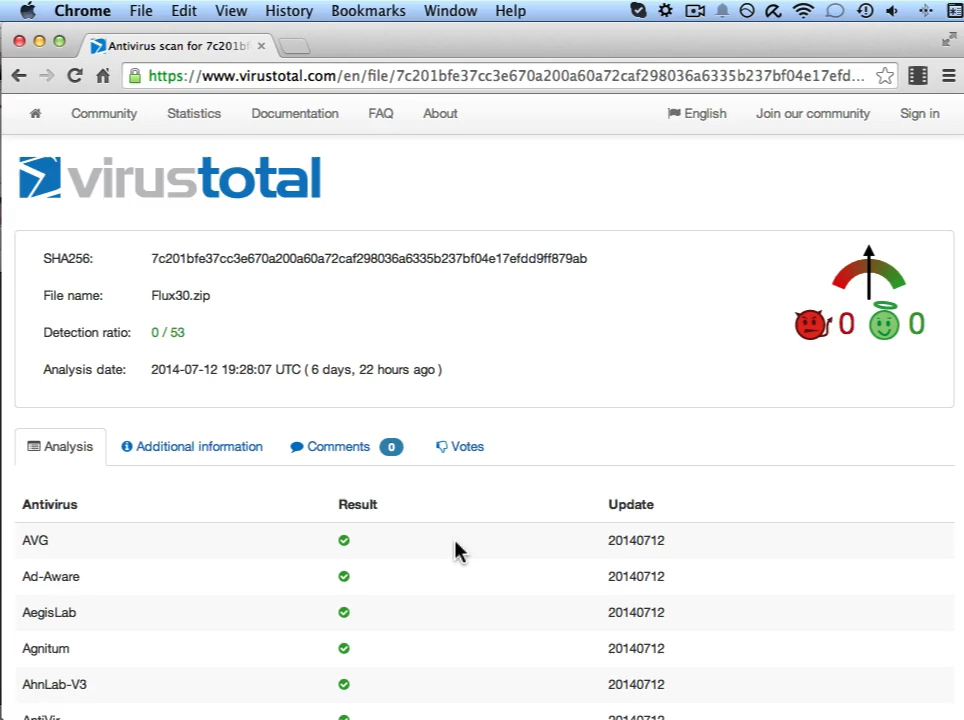 Chrome File Edit View History Bookmarks Window Help
Antivirus scan for 7c201bf
https://www.virustotal.com/en/file/7c201bfe37cc3e670a200a60a72caf298036a6335b237bf04e17efd...
Community Statistics Documentation FAQ About English Join our community Sign in
virustotal
SHA256: 7c201bfe37cc3e670a200a60a72caf298036a6335b237bf04e17efdd9ff879ab
File name: Flux30.zip
Detection ratio: 0 / 53
0 0
Analysis date: 2014-07-12 19:28:07 UTC ( 6 days, 22 hours ago )
Analysis Additional information Comments 0 Votes
Antivirus Result Update
AVG 20140712
Ad-Aware 20140712
AegisLab 20140712
Agnitum 20140712
AhnLab-V3 20140712
AntiVir 20140712